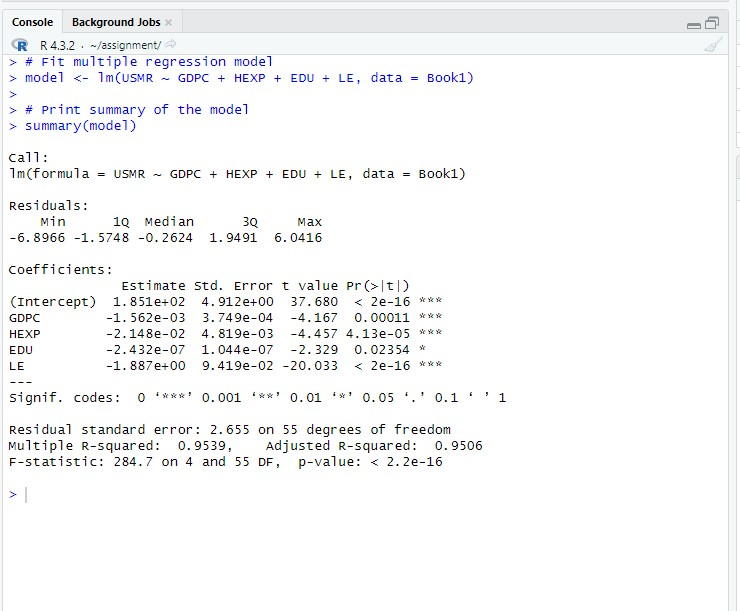 Console Background Jobs ×
R R 4.3.2 · ~/assignment/
> # Fit multiple regression model
> model <- lm(USMR ~ GDPC + HEXP + EDU + LE, data = Book1)
>
> # Print summary of the model
> summary(model)

Call:
lm(formula = USMR ~ GDPC + HEXP + EDU + LE, data = Book1)

Residuals:
    Min      1Q  Median      3Q     Max
-6.8966 -1.5748 -0.2624  1.9491  6.0416

Coefficients:
              Estimate Std. Error t value Pr(>|t|)
(Intercept)  1.851e+02  4.912e+00  37.680  < 2e-16 ***
GDPC        -1.562e-03  3.749e-04  -4.167  0.00011 ***
HEXP        -2.148e-02  4.819e-03  -4.457 4.13e-05 ***
EDU         -2.432e-07  1.044e-07  -2.329  0.02354 *
LE          -1.887e+00  9.419e-02 -20.033  < 2e-16 ***
---
Signif. codes:  0 ‘***’ 0.001 ‘**’ 0.01 ‘*’ 0.05 ‘.’ 0.1 ‘ ’ 1

Residual standard error: 2.655 on 55 degrees of freedom
Multiple R-squared:  0.9539,    Adjusted R-squared:  0.9506
F-statistic: 284.7 on 4 and 55 DF,  p-value: < 2.2e-16

>